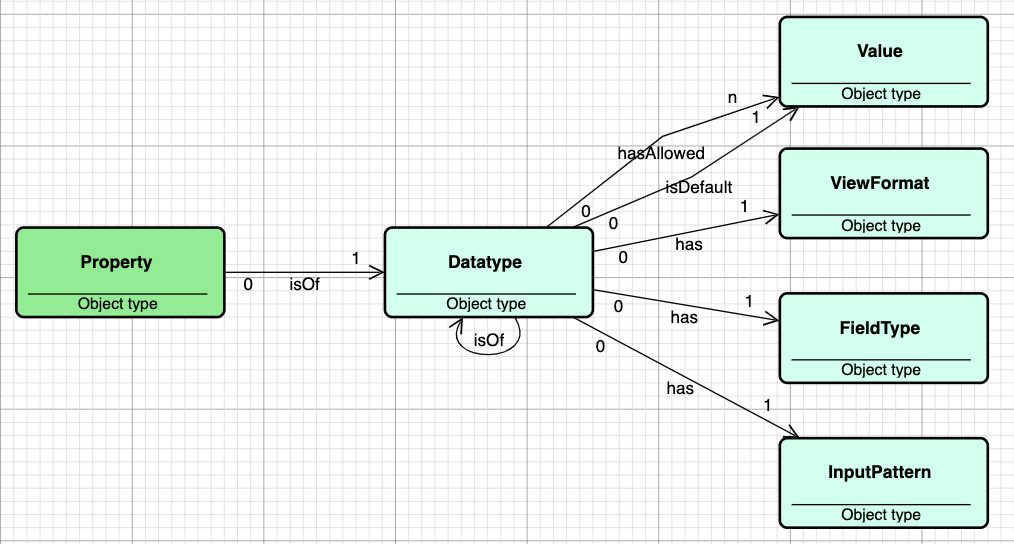 Value
Object type
n
1
hasAllowed
isDefault
0
0
ViewFormat
Object type
1
has
0
Property
Object type
0
isOf
1
Datatype
Object type
isOf
0
has
1
FieldType
Object type
0
has
1
InputPattern
Object type